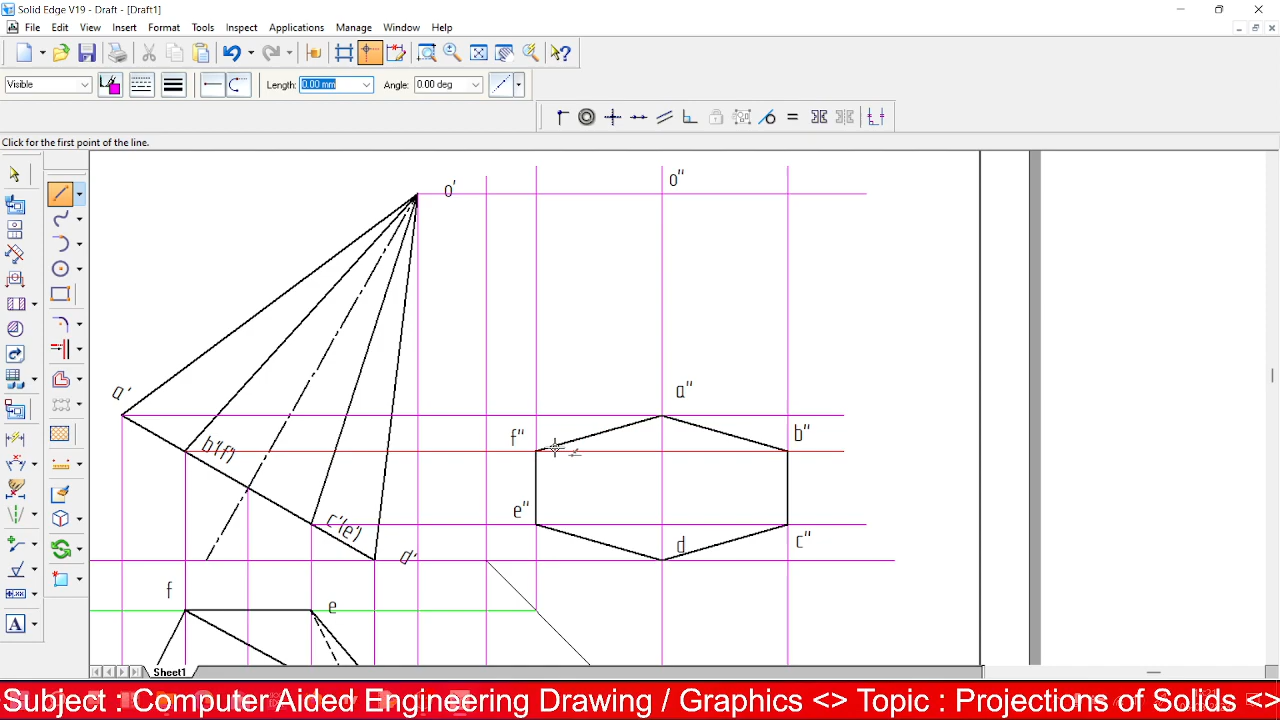 Solid Edge V19 - Draft - [Draft1]
File Edit View Insert Format Tools Inspect Applications Manage Window Help
Visible Length: 0.00 mm Angle: 0.00 deg
Click for the first point of the line.
o' o"
a' a"
b'(f') f" b"
c'(e') e" c"
d' d
f e
Sheet1
Subject : Computer Aided Engineering Drawing / Graphics <> Topic : Projections of Solids <>